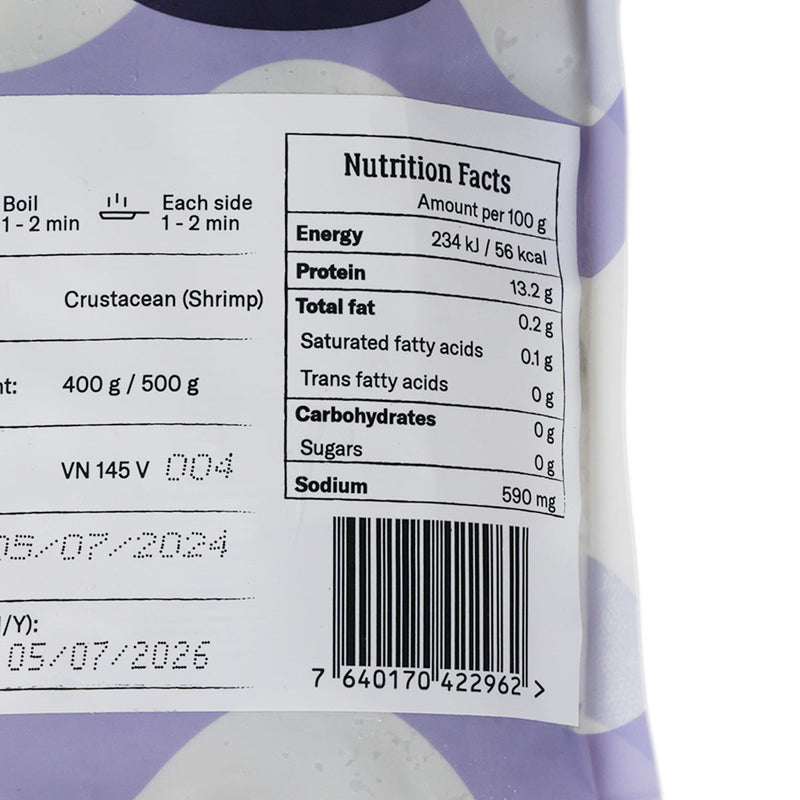 Boil
1 - 2 min
Each side
1 - 2 min
Crustacean (Shrimp)
nt:
400 g / 500 g
VN 145 V 004
05/07/2024
/Y):
05/07/2026
Nutrition Facts
Amount per 100 g
Energy 234 kJ / 56 kcal
Protein 13.2 g
Total fat 0.2 g
Saturated fatty acids 0.1 g
Trans fatty acids 0 g
Carbohydrates 0 g
Sugars 0 g
Sodium 590 mg
7 640170 422962 >